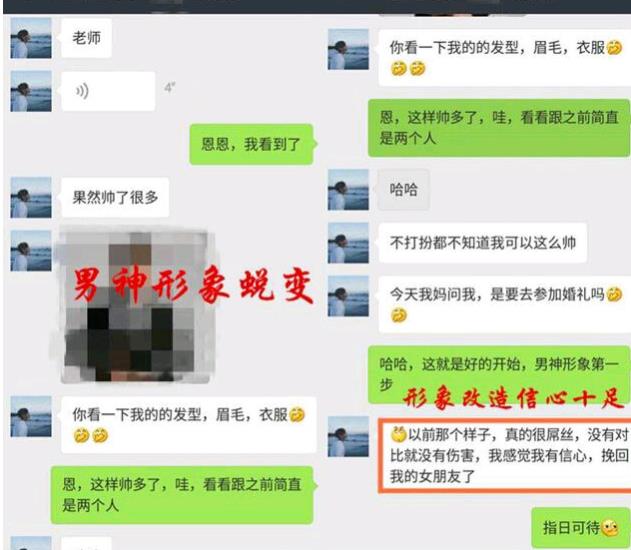 老师
4"
恩恩，我看到了
果然帅了很多
男神形象蜕变
你看一下我的的发型，眉毛，衣服
恩，这样帅多了，哇，看看跟之前简直
是两个人
你看一下我的的发型，眉毛，衣服
恩，这样帅多了，哇，看看跟之前简直
是两个人
哈哈
不打扮都不知道我可以这么帅
今天我妈问我，是要去参加婚礼吗
哈哈，这就是好的开始，男神形象第一
步
形象改造信心十足
以前那个样子，真的很屌丝，没有对
比就没有伤害，我感觉我有信心，挽回
我的女朋友了
指日可待